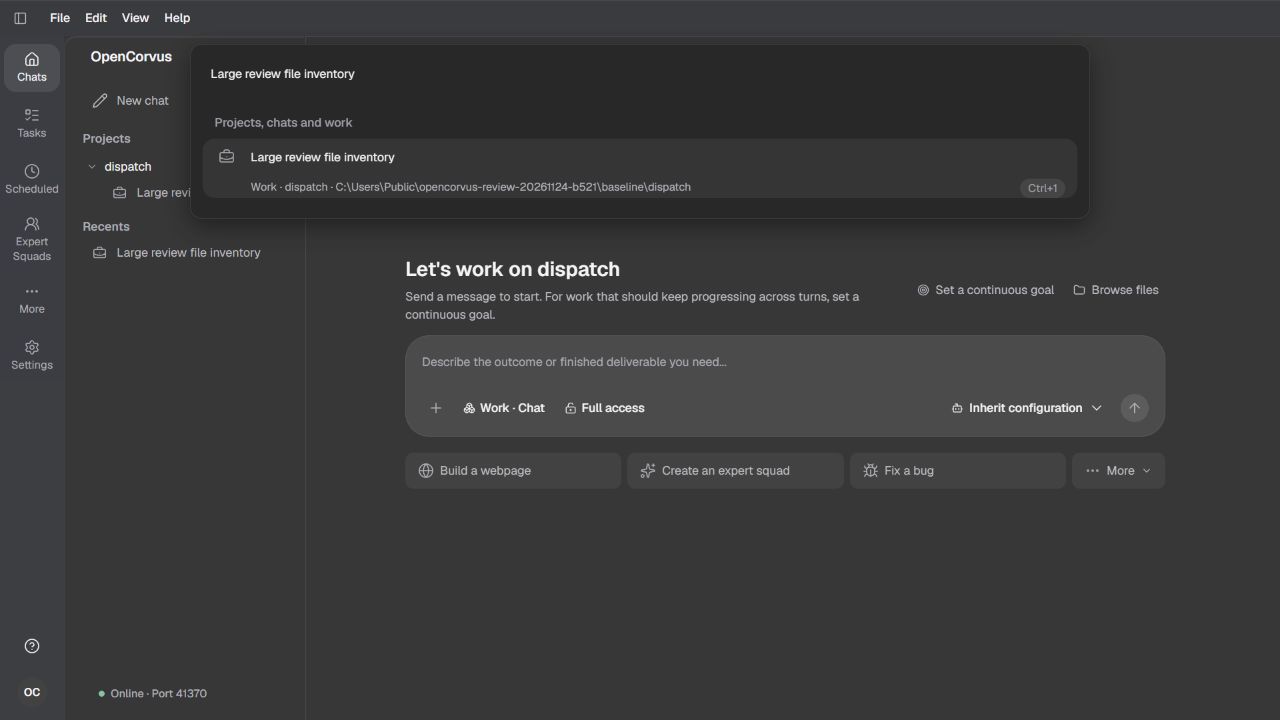 File Edit View Help
Chats
Tasks
Scheduled
Expert
Squads
More
Settings
OC
OpenCorvus
New chat
Projects
dispatch
Large revi
Recents
Large review file inventory
Online · Port 41370
Large review file inventory
Projects, chats and work
Large review file inventory
Work · dispatch · C:\Users\Public\opencorvus-review-20261124-b521\baseline\dispatch
Ctrl+1
Let's work on dispatch
Send a message to start. For work that should keep progressing across turns, set a
continuous goal.
Set a continuous goal
Browse files
Describe the outcome or finished deliverable you need...
Work · Chat
Full access
Inherit configuration
Build a webpage
Create an expert squad
Fix a bug
More